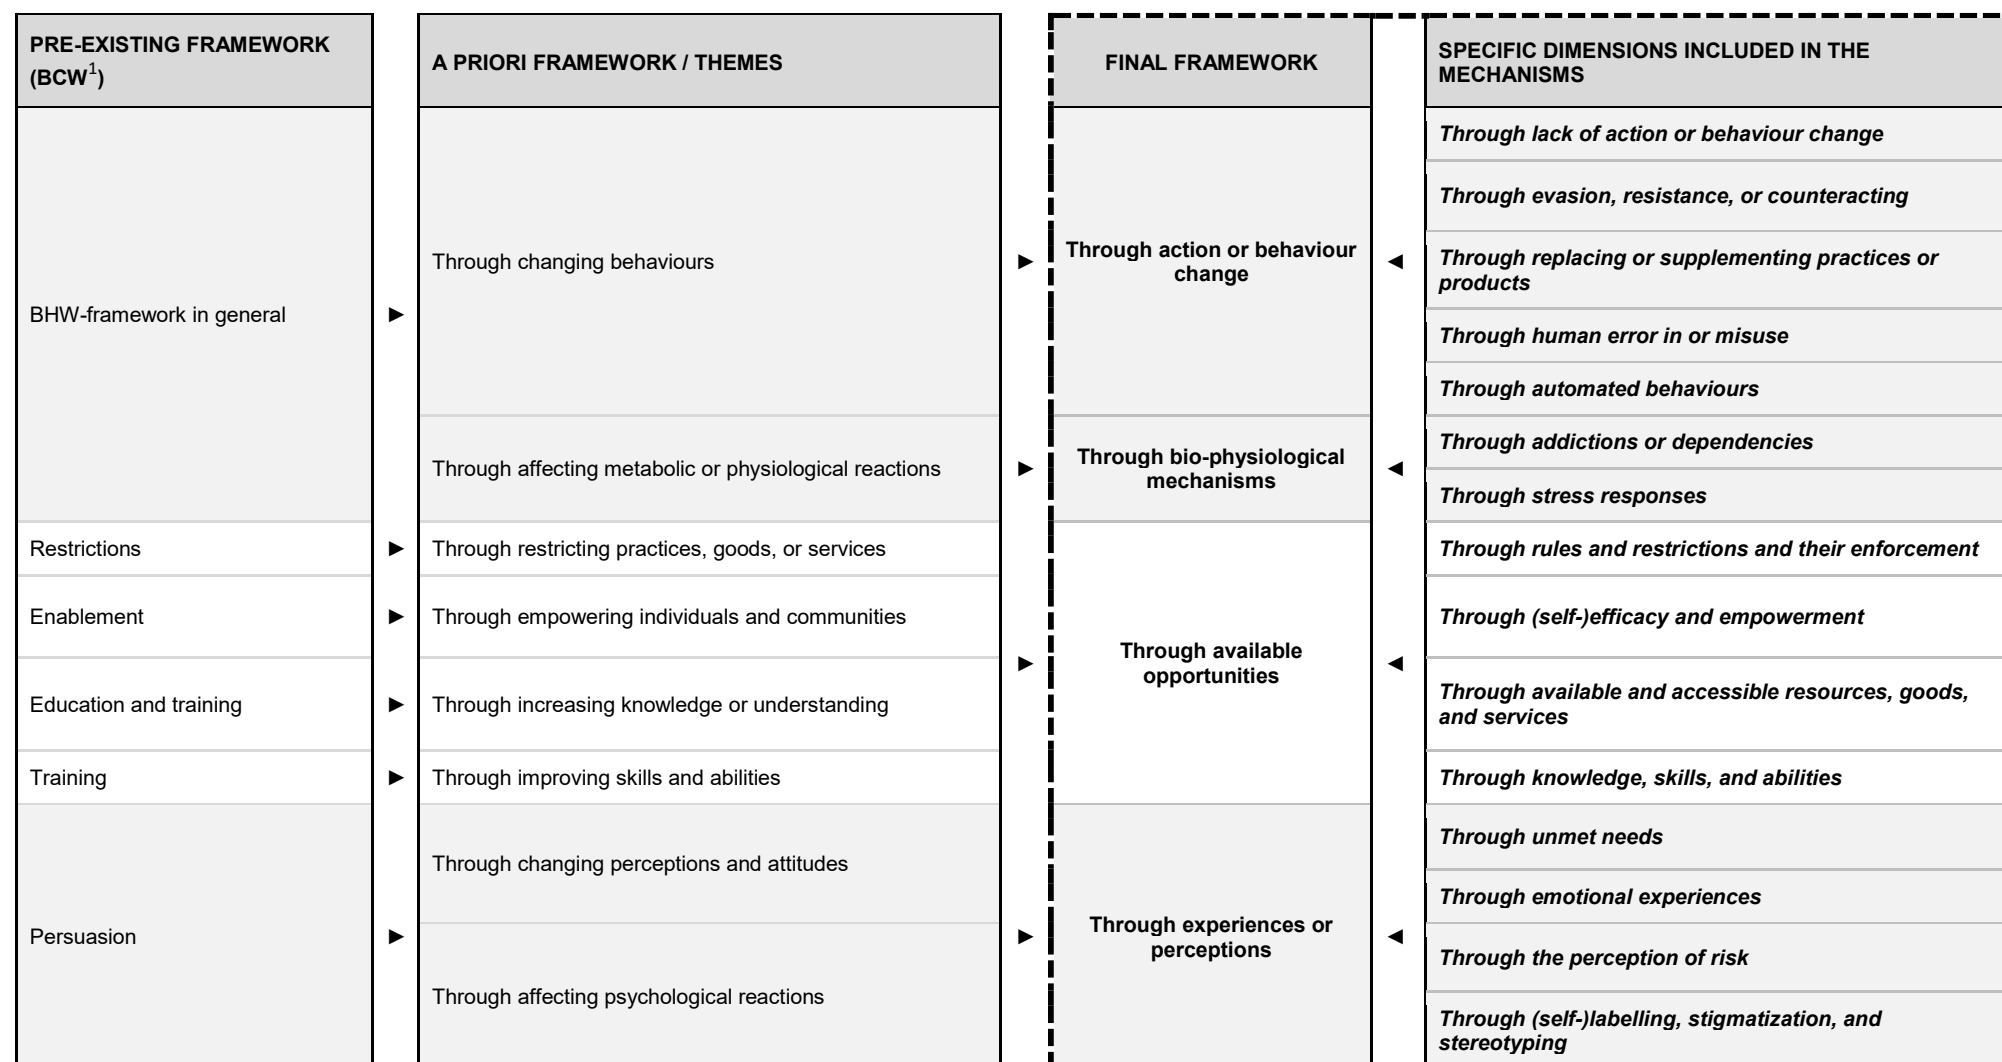 PRE-EXISTING FRAMEWORK
(BCW1)
A PRIORI FRAMEWORK / THEMES
FINAL FRAMEWORK
SPECIFIC DIMENSIONS INCLUDED IN THE
MECHANISMS
BHW-framework in general
►
Through changing behaviours
►
Through action or behaviour
change
◄
Through lack of action or behaviour change
Through evasion, resistance, or counteracting
Through replacing or supplementing practices or
products
Through human error in or misuse
Through automated behaviours
Through affecting metabolic or physiological reactions
►
Through bio-physiological
mechanisms
◄
Through addictions or dependencies
Through stress responses
Restrictions
►
Through restricting practices, goods, or services
Enablement
►
Through empowering individuals and communities
Education and training
►
Through increasing knowledge or understanding
Training
►
Through improving skills and abilities
►
Through available
opportunities
◄
Through rules and restrictions and their enforcement
Through (self-)efficacy and empowerment
Through available and accessible resources, goods,
and services
Through knowledge, skills, and abilities
Persuasion
►
Through changing perceptions and attitudes
Through affecting psychological reactions
►
Through experiences or
perceptions
◄
Through unmet needs
Through emotional experiences
Through the perception of risk
Through (self-)labelling, stigmatization, and
stereotyping